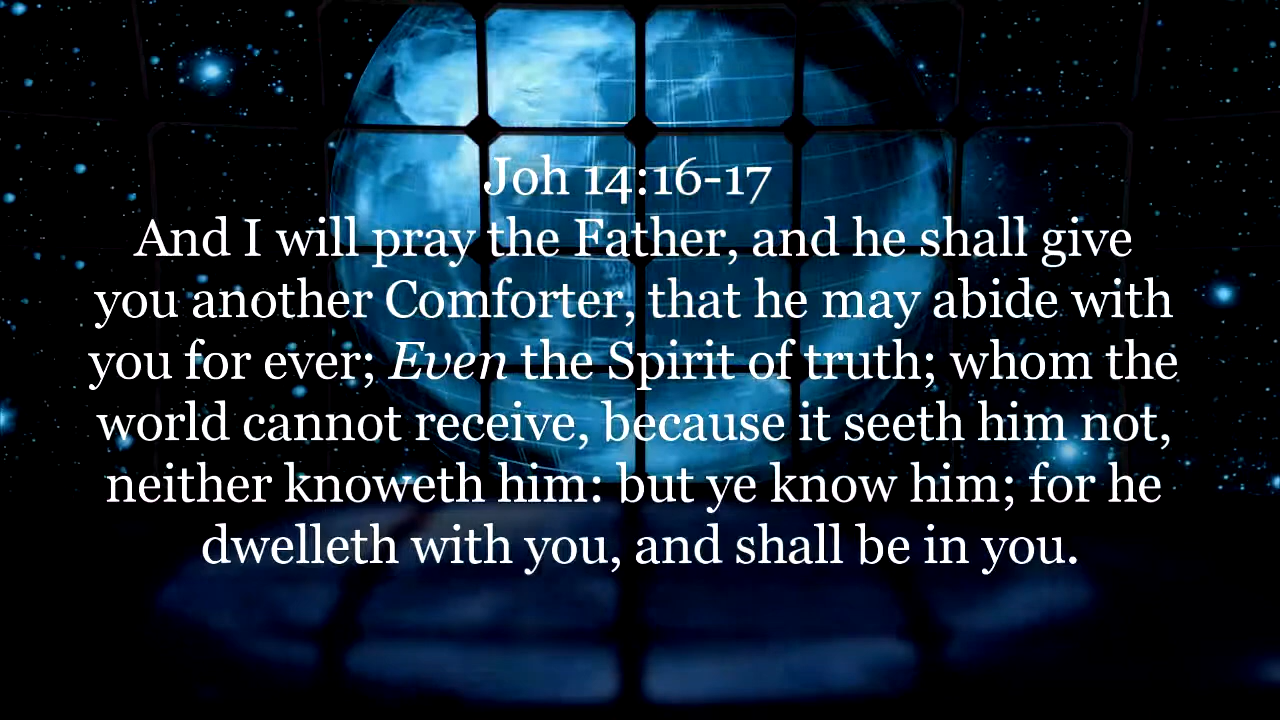 Joh 14:16-17
And I will pray the Father, and he shall give
you another Comforter, that he may abide with
you for ever; Even the Spirit of truth; whom the
world cannot receive, because it seeth him not,
neither knoweth him: but ye know him; for he
dwelleth with you, and shall be in you.